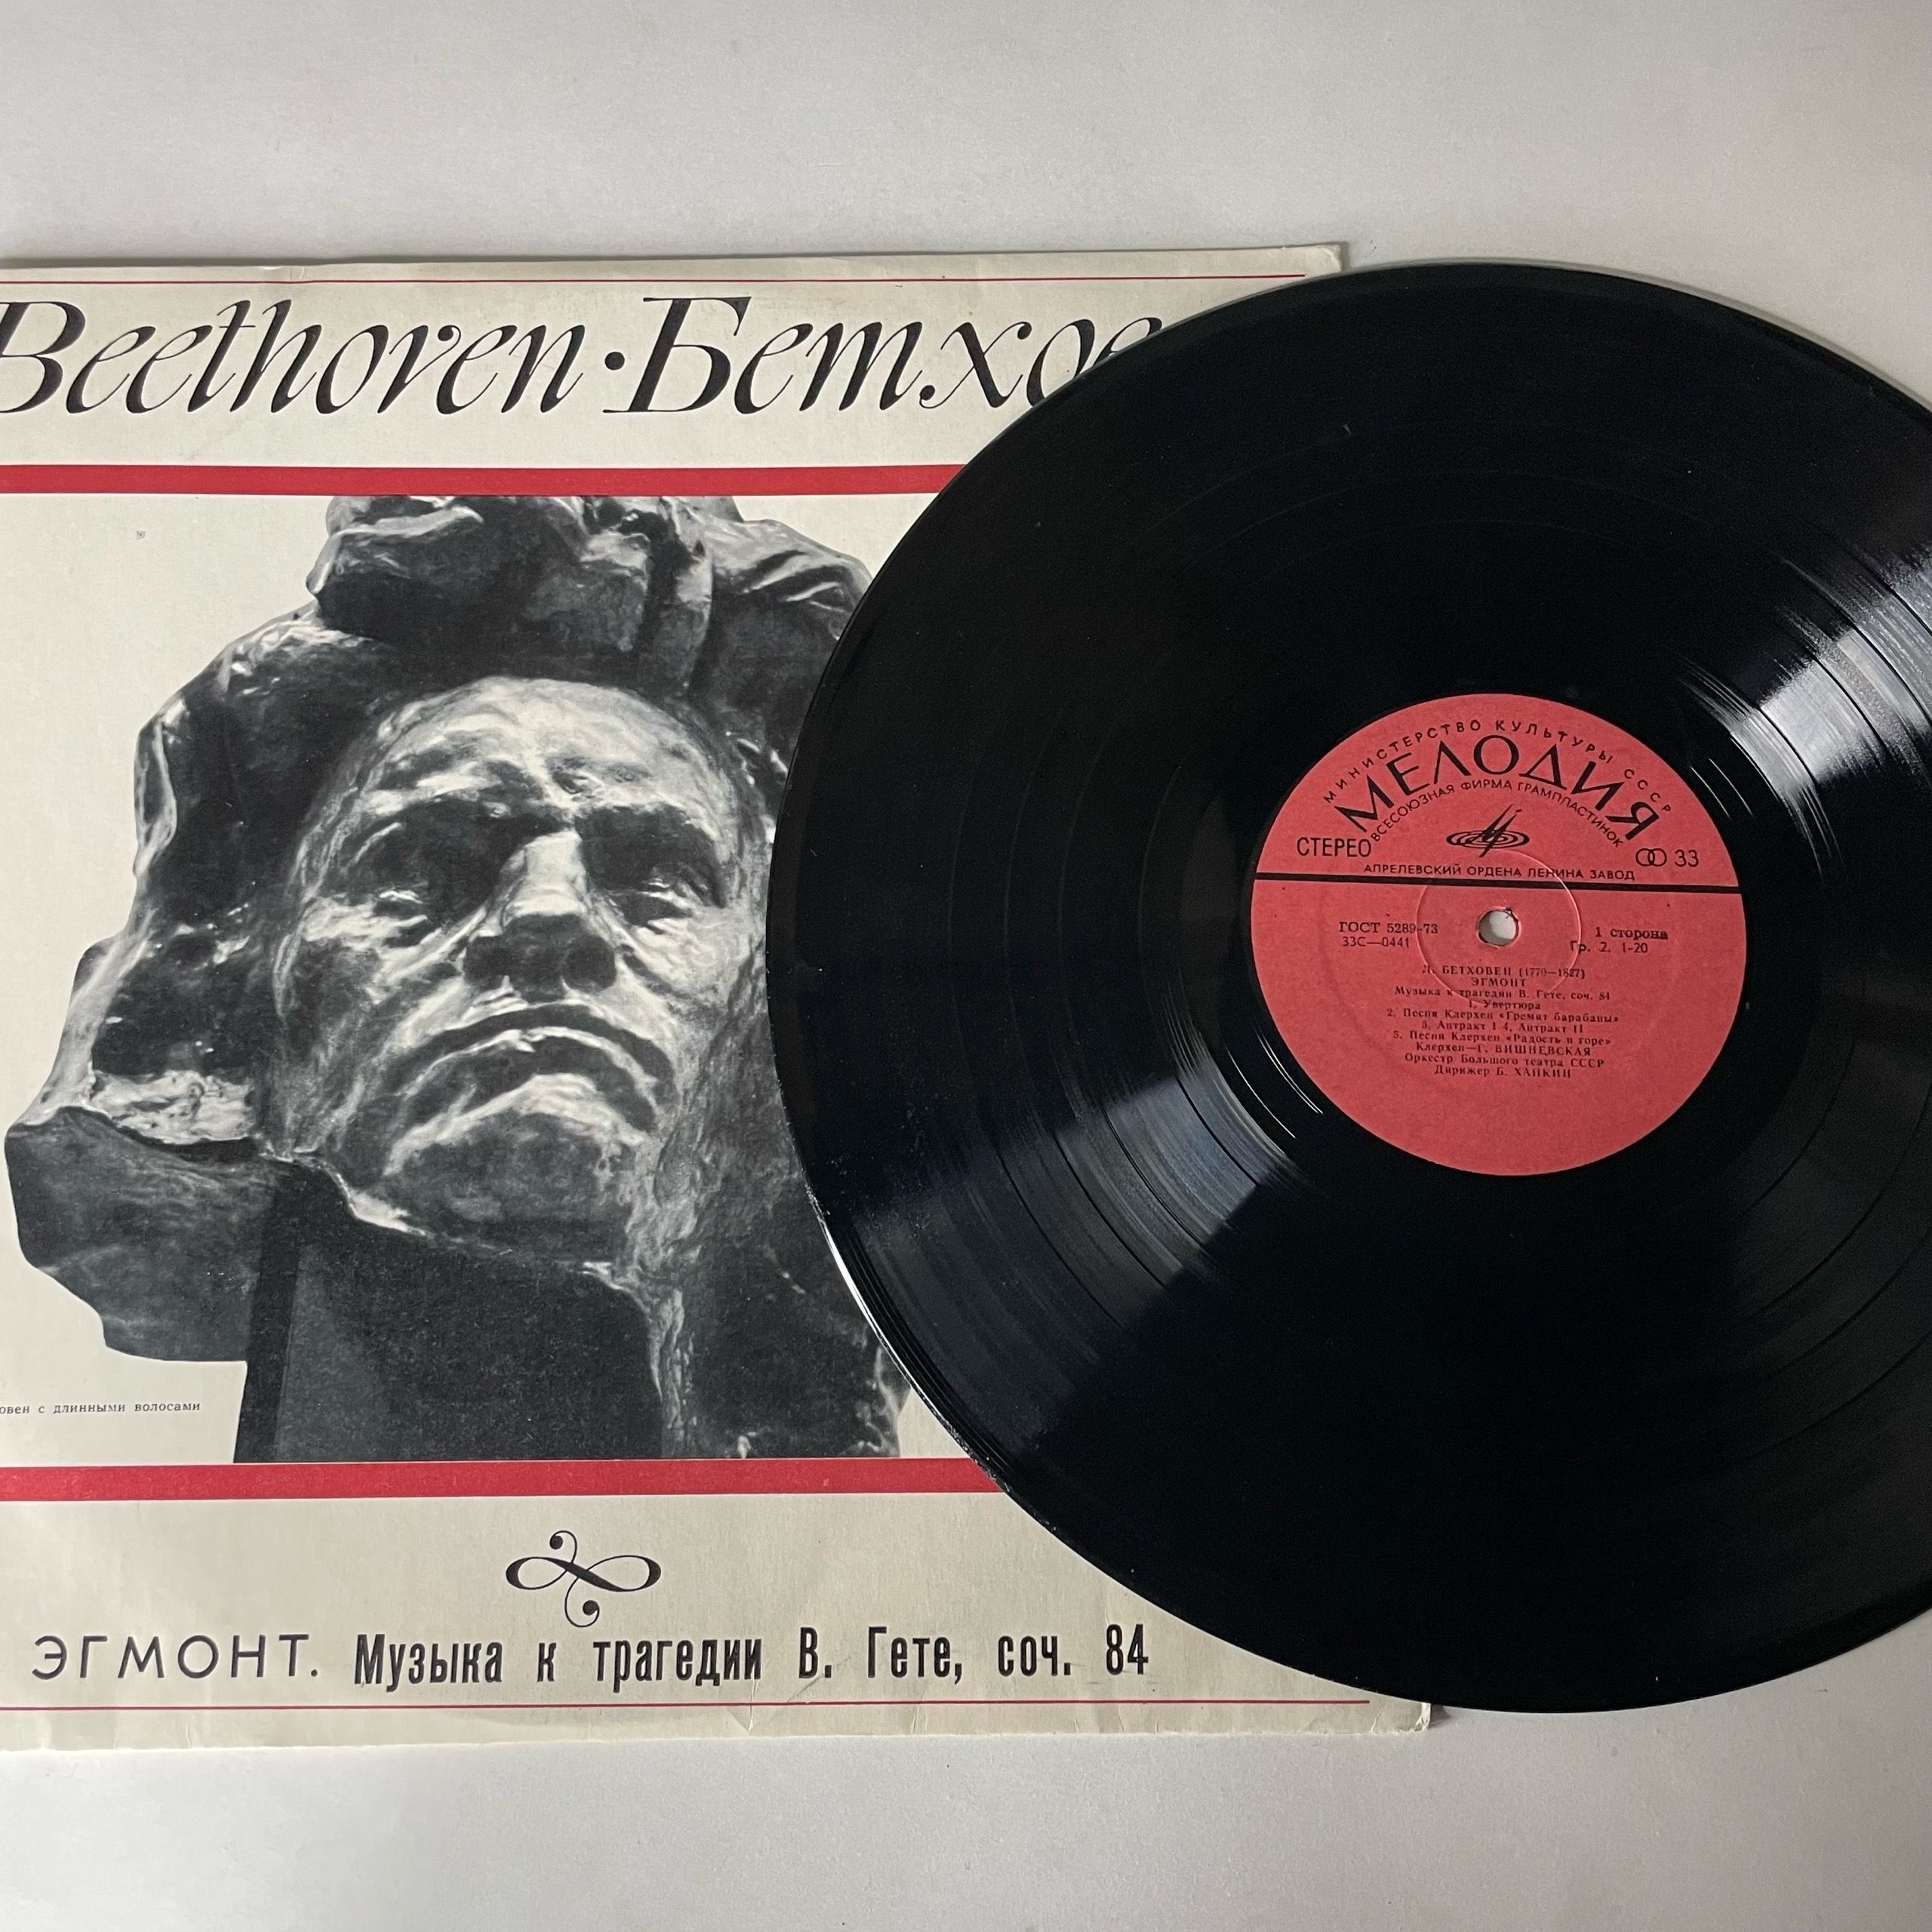 Beethoven·Бетхов
овен с длинными волосами
ЭГМОНТ. Музыка к трагедии В. Гете, соч. 84
МИНИСТЕРСТВО КУЛЬТУРЫ СССР
МЕЛОДИЯ
ВСЕСОЮЗНАЯ ФИРМА ГРАМПЛАСТИНОК
СТЕРЕО
33
АПРЕЛЕВСКИЙ ОРДЕНА ЛЕНИНА ЗАВОД
ГОСТ 5289-73
33С—0441
1 сторона
Гр. 2. 1-20
Л. БЕТХОВЕН (1770—1827)
ЭГМОНТ
Музыка к трагедии В. Гете, соч. 84
1. Увертюра
2. Песня Клерхен «Гремят барабаны»
3. Антракт I 4. Антракт II
5. Песня Клерхен «Радость и горе»
Клерхен—Г. ВИШНЕВСКАЯ
Оркестр Большого театра СССР
Дирижер Б. ХАЙКИН